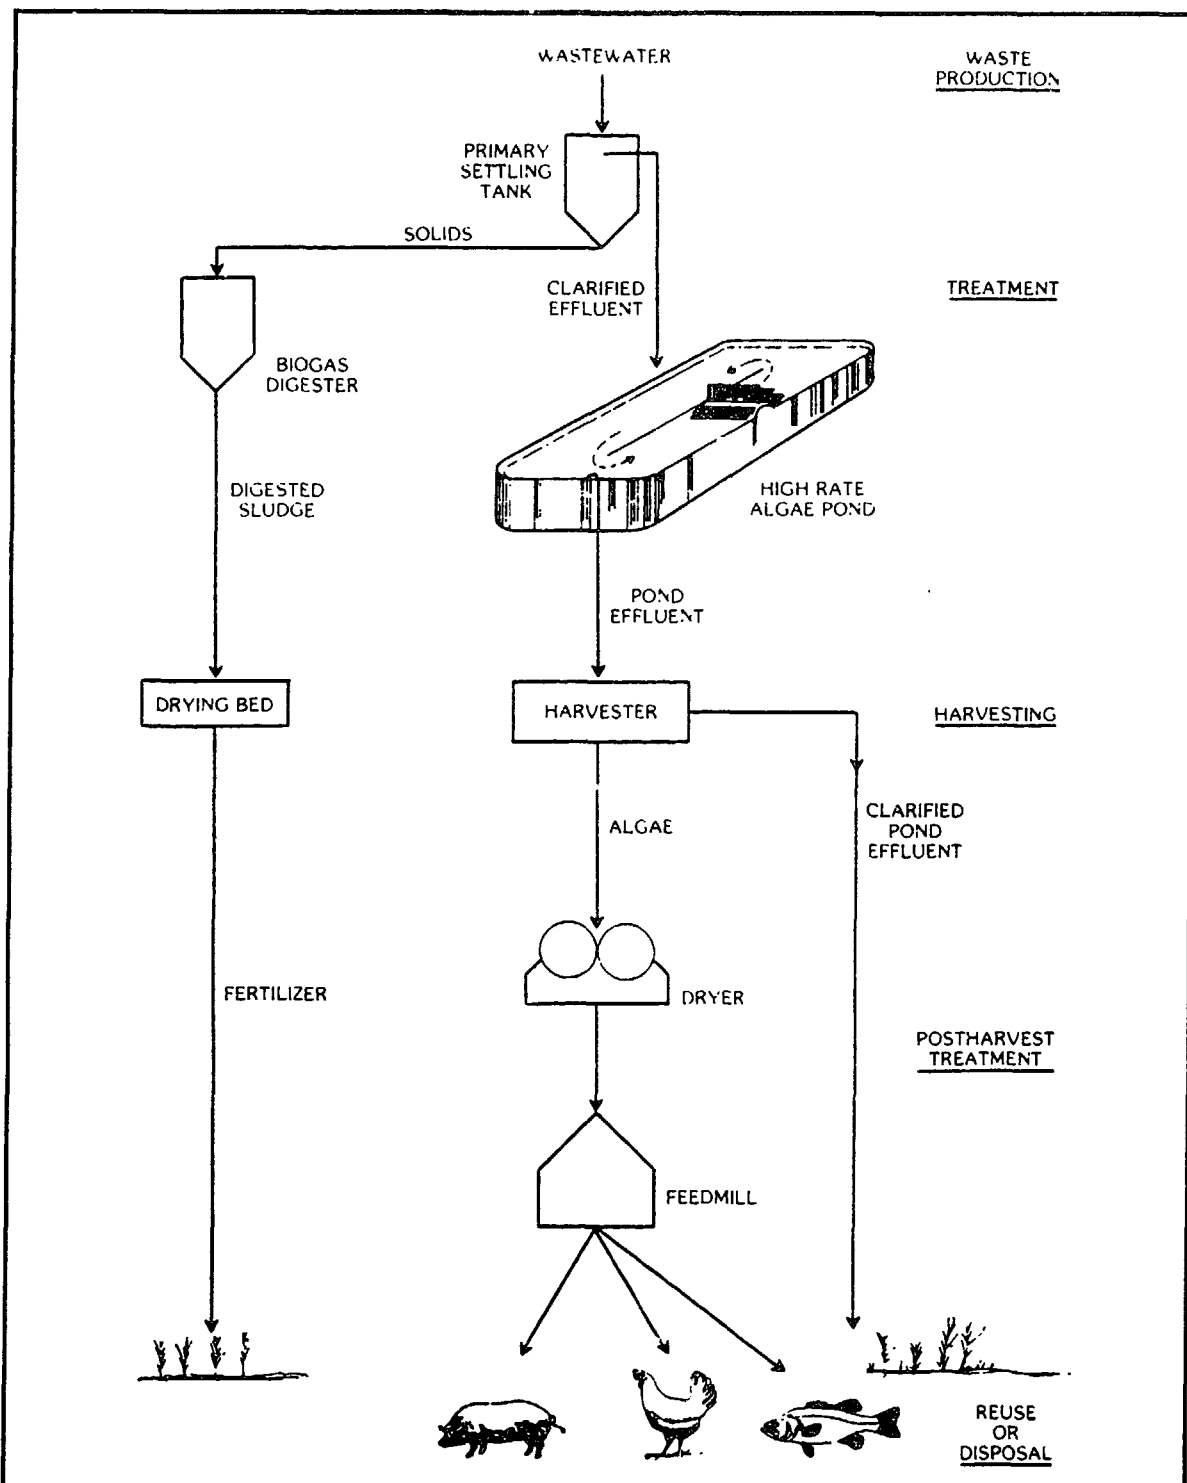 WASTEWATER
WASTE
PRODUCTION
PRIMARY
SETTLING
TANK
SOLIDS
CLARIFIED
EFFLUENT
TREATMENT
BIOGAS
DIGESTER
DIGESTED
SLUDGE
HIGH RATE
ALGAE POND
POND
EFFLUENT
DRYING BED
HARVESTER
HARVESTING
CLARIFIED
POND
EFFLUENT
ALGAE
FERTILIZER
DRYER
POSTHARVEST
TREATMENT
FEEDMILL
REUSE
OR
DISPOSAL